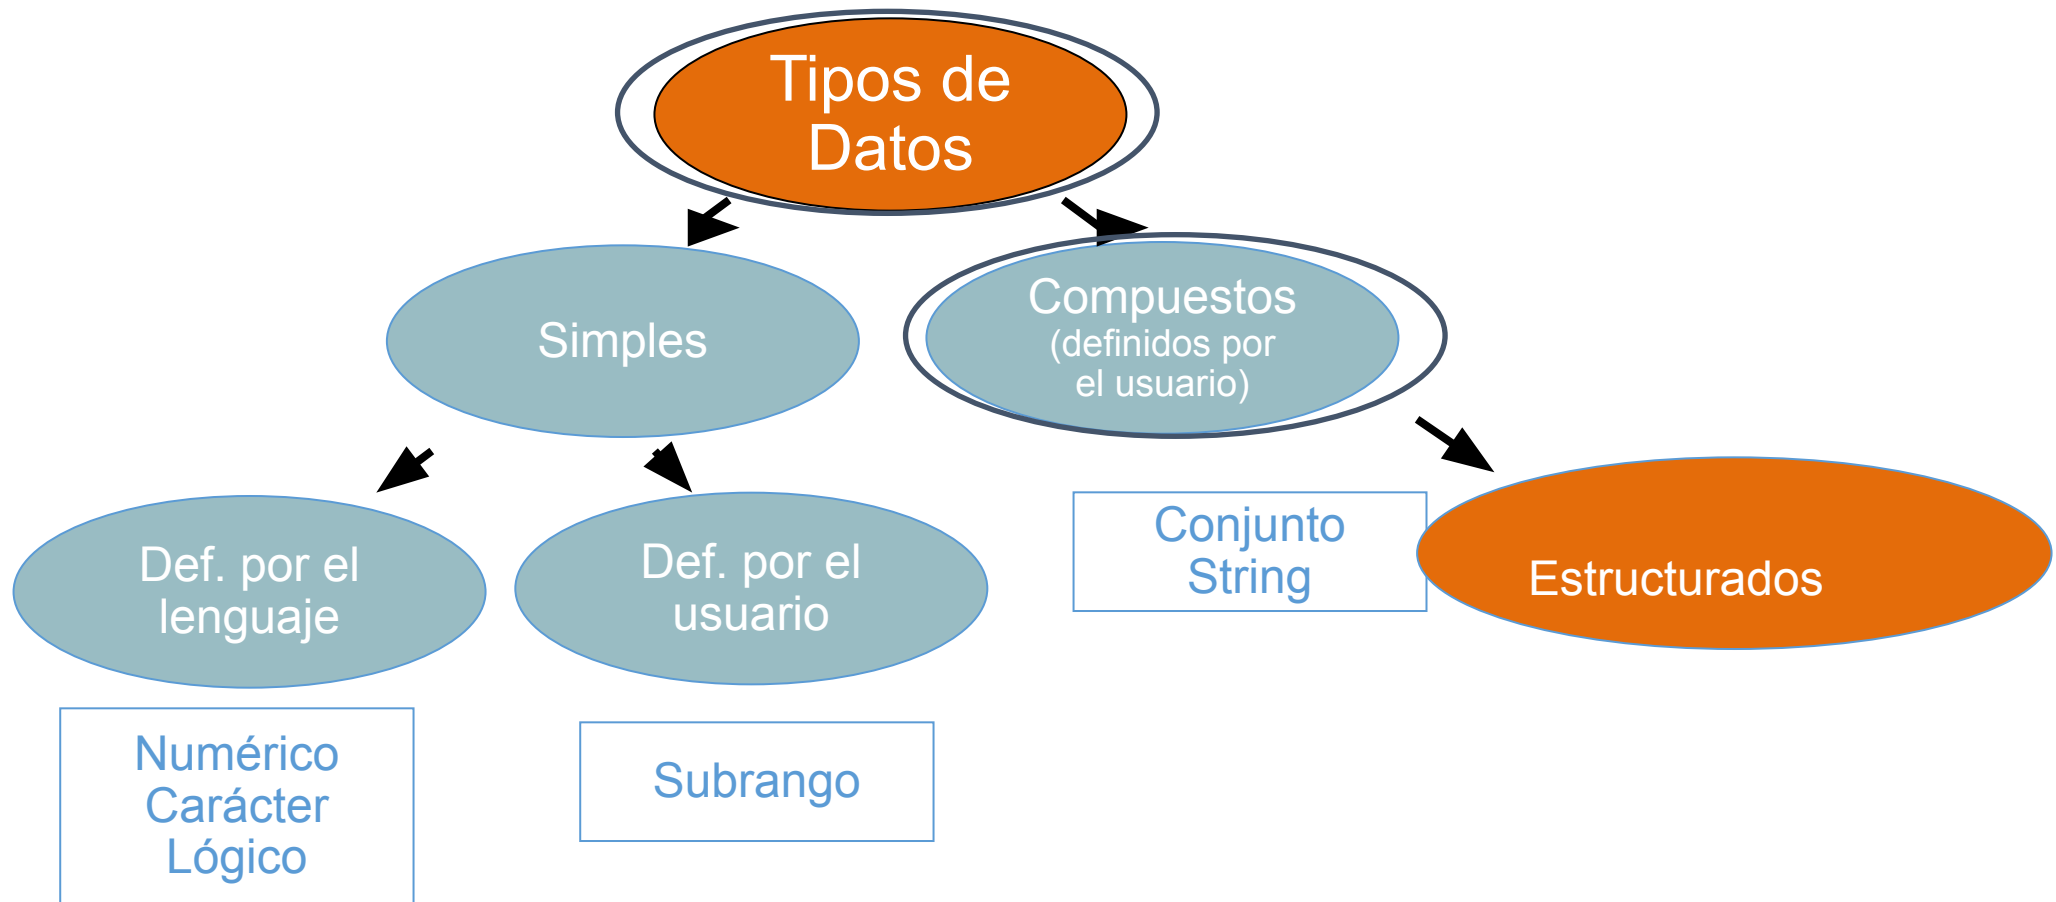 Tipos de
Datos
Simples
Compuestos
(definidos por
el usuario)
Def. por el
lenguaje
Def. por el
usuario
Conjunto
String
Estructurados
Numérico
Carácter
Lógico
Subrango